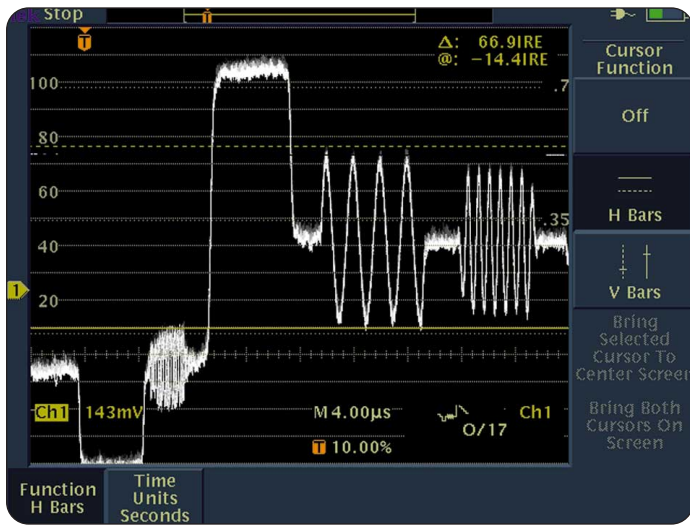 Stop
T
T
Δ: 66.9IRE
@: −14.4IRE
100
.7
80
60
.35
40
1
20
Ch1 143mV
M 4.00μs
O/17
Ch1
T 10.00%
Cursor
Function
Off
H Bars
V Bars
Bring
Selected
Cursor To
Center Screen
Bring Both
Cursors On
Screen
Function
H Bars
Time
Units
Seconds